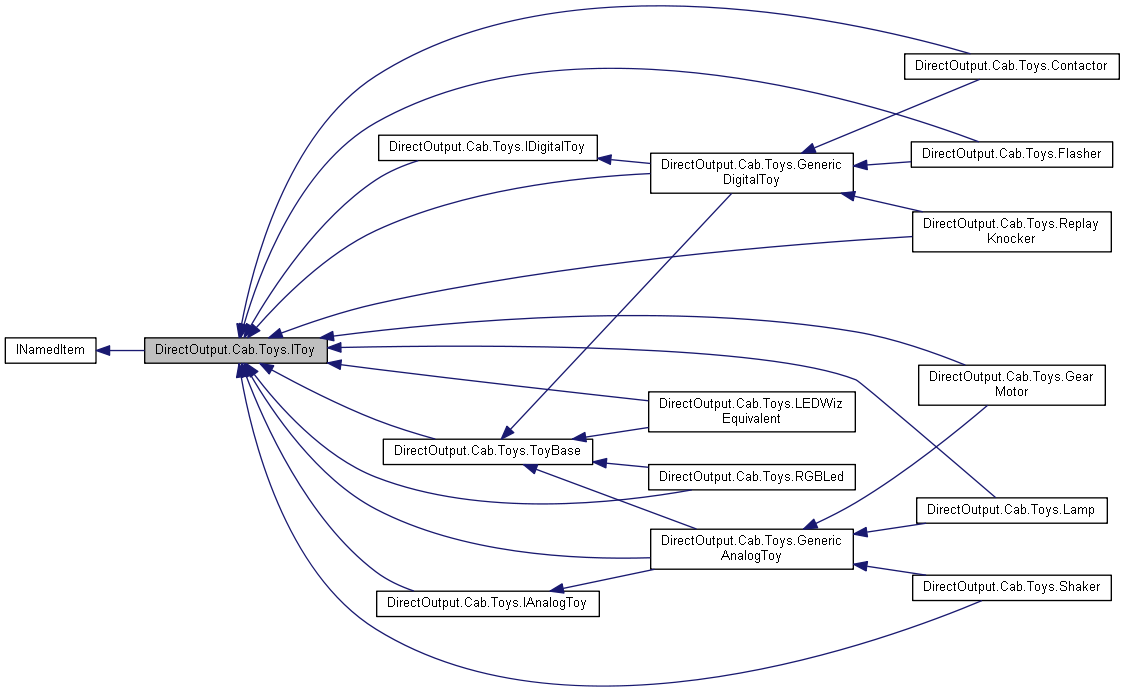 DirectOutput.Cab.Toys.Contactor
DirectOutput.Cab.Toys.IDigitalToy
DirectOutput.Cab.Toys.Flasher
DirectOutput.Cab.Toys.Generic
DigitalToy
DirectOutput.Cab.Toys.Replay
Knocker
INamedItem
DirectOutput.Cab.Toys.IToy
DirectOutput.Cab.Toys.Gear
Motor
DirectOutput.Cab.Toys.LEDWiz
Equivalent
DirectOutput.Cab.Toys.ToyBase
DirectOutput.Cab.Toys.RGBLed
DirectOutput.Cab.Toys.Lamp
DirectOutput.Cab.Toys.Generic
AnalogToy
DirectOutput.Cab.Toys.Shaker
DirectOutput.Cab.Toys.IAnalogToy